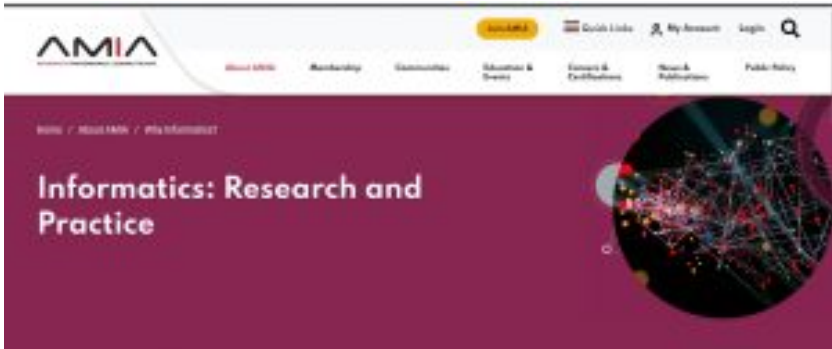 AMIA
Join AMIA
Quick Links
My Account
Login
About AMIA
Membership
Communities
Education & Events
Careers & Certifications
News & Publications
Public Policy
Home / About AMIA / Why Informatics?
Informatics: Research and
Practice